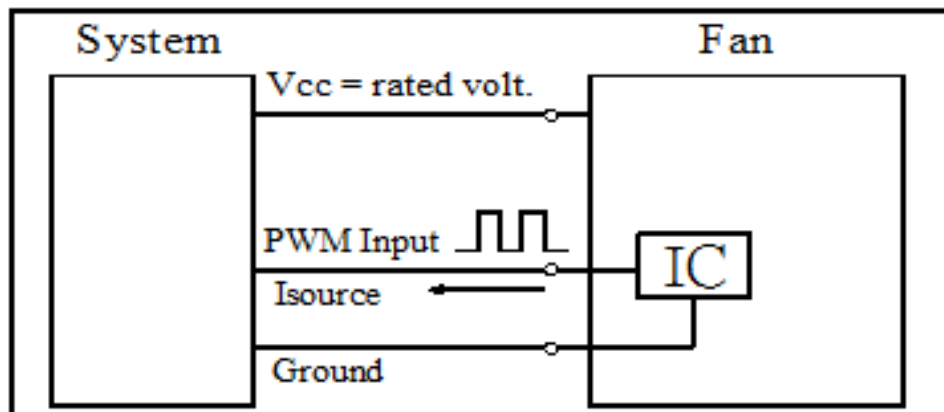 System
Fan
Vcc = rated volt.
PWM Input
IC
Isource
Ground